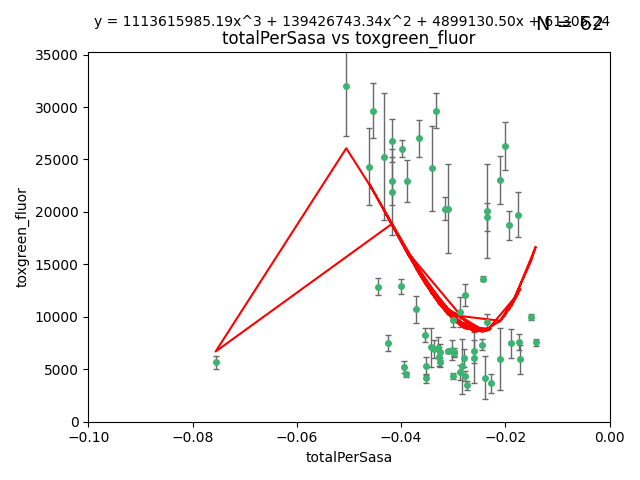 y = 1113615985.19x^3 + 139426743.34x^2 + 4899130.50x +
N = 62
totalPerSasa vs toxgreen_fluor
toxgreen_fluor
35000
30000
25000
20000
15000
10000
5000
0
−0.10 −0.08 −0.06 −0.04 −0.02 0.00
totalPerSasa